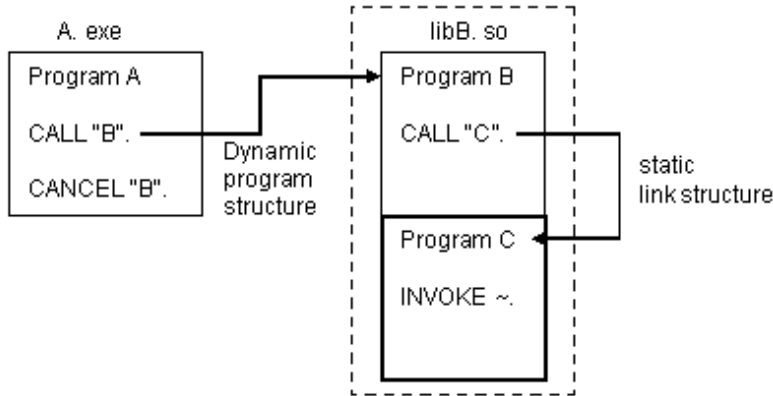 A. exe
Program A
CALL "B".
CANCEL "B".
Dynamic
program
structure
libB. so
Program B
CALL "C".
static
link structure
Program C
INVOKE ~.